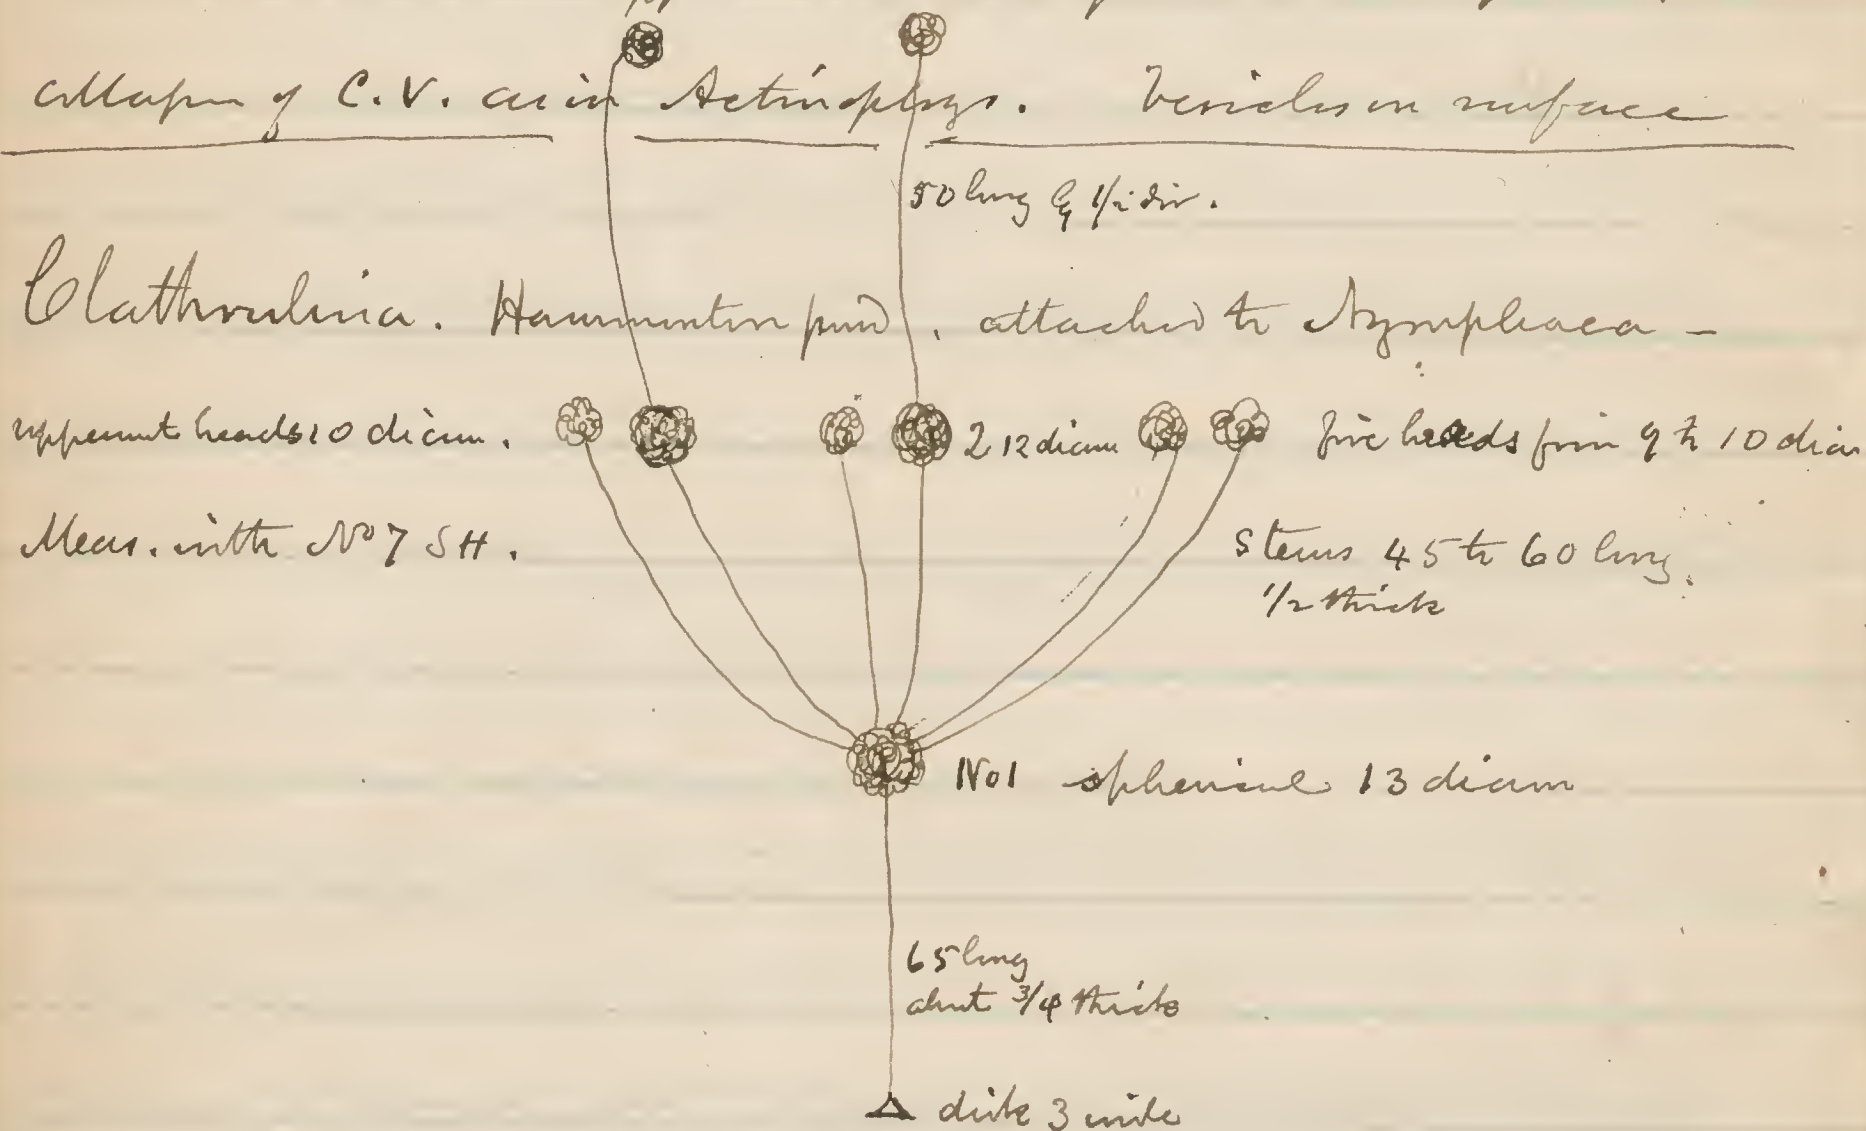 collapse of C.V. as in Actinophrys. Vesicles on surface
50 long by 1/2 div.
Clathrulina. Hammonton pond, attached to Nymphaea –
uppermost heads 10 diam.
2 12 diam
five heads from 9 to 10 diam
Meas. with No 7 SH.
Stems 45 to 60 long.
1/2 thick
No1 spherical 13 diam
65 long
about 3/4 thick
disk 3 wide